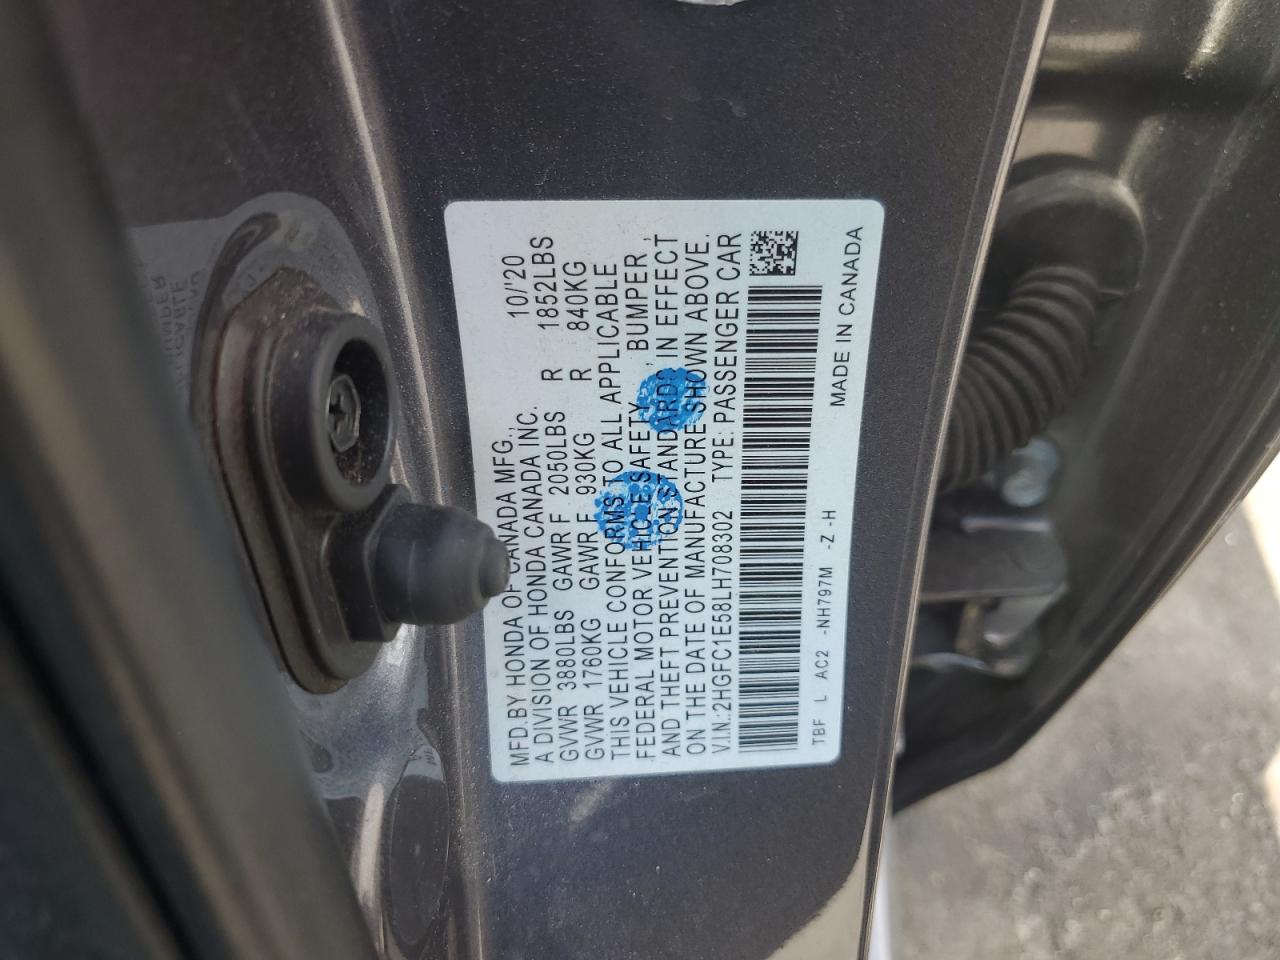 MFD. BY HONDA OF CANADA MFG., 10/'20
A DIVISION OF HONDA CANADA INC.
GVWR 3880LBS GAWR F 2050LBS R 1852LBS
GVWR 1760KG GAWR F 930KG R 840KG
THIS VEHICLE CONFORMS TO ALL APPLICABLE
FEDERAL MOTOR VEHICLE SAFETY, BUMPER,
AND THEFT PREVENTION STANDARDS IN EFFECT
ON THE DATE OF MANUFACTURE SHOWN ABOVE.
V.I.N.:2HGFC1E58LH708302 TYPE: PASSENGER CAR
TBF L AC2 -NH797M -Z -H
MADE IN CANADA